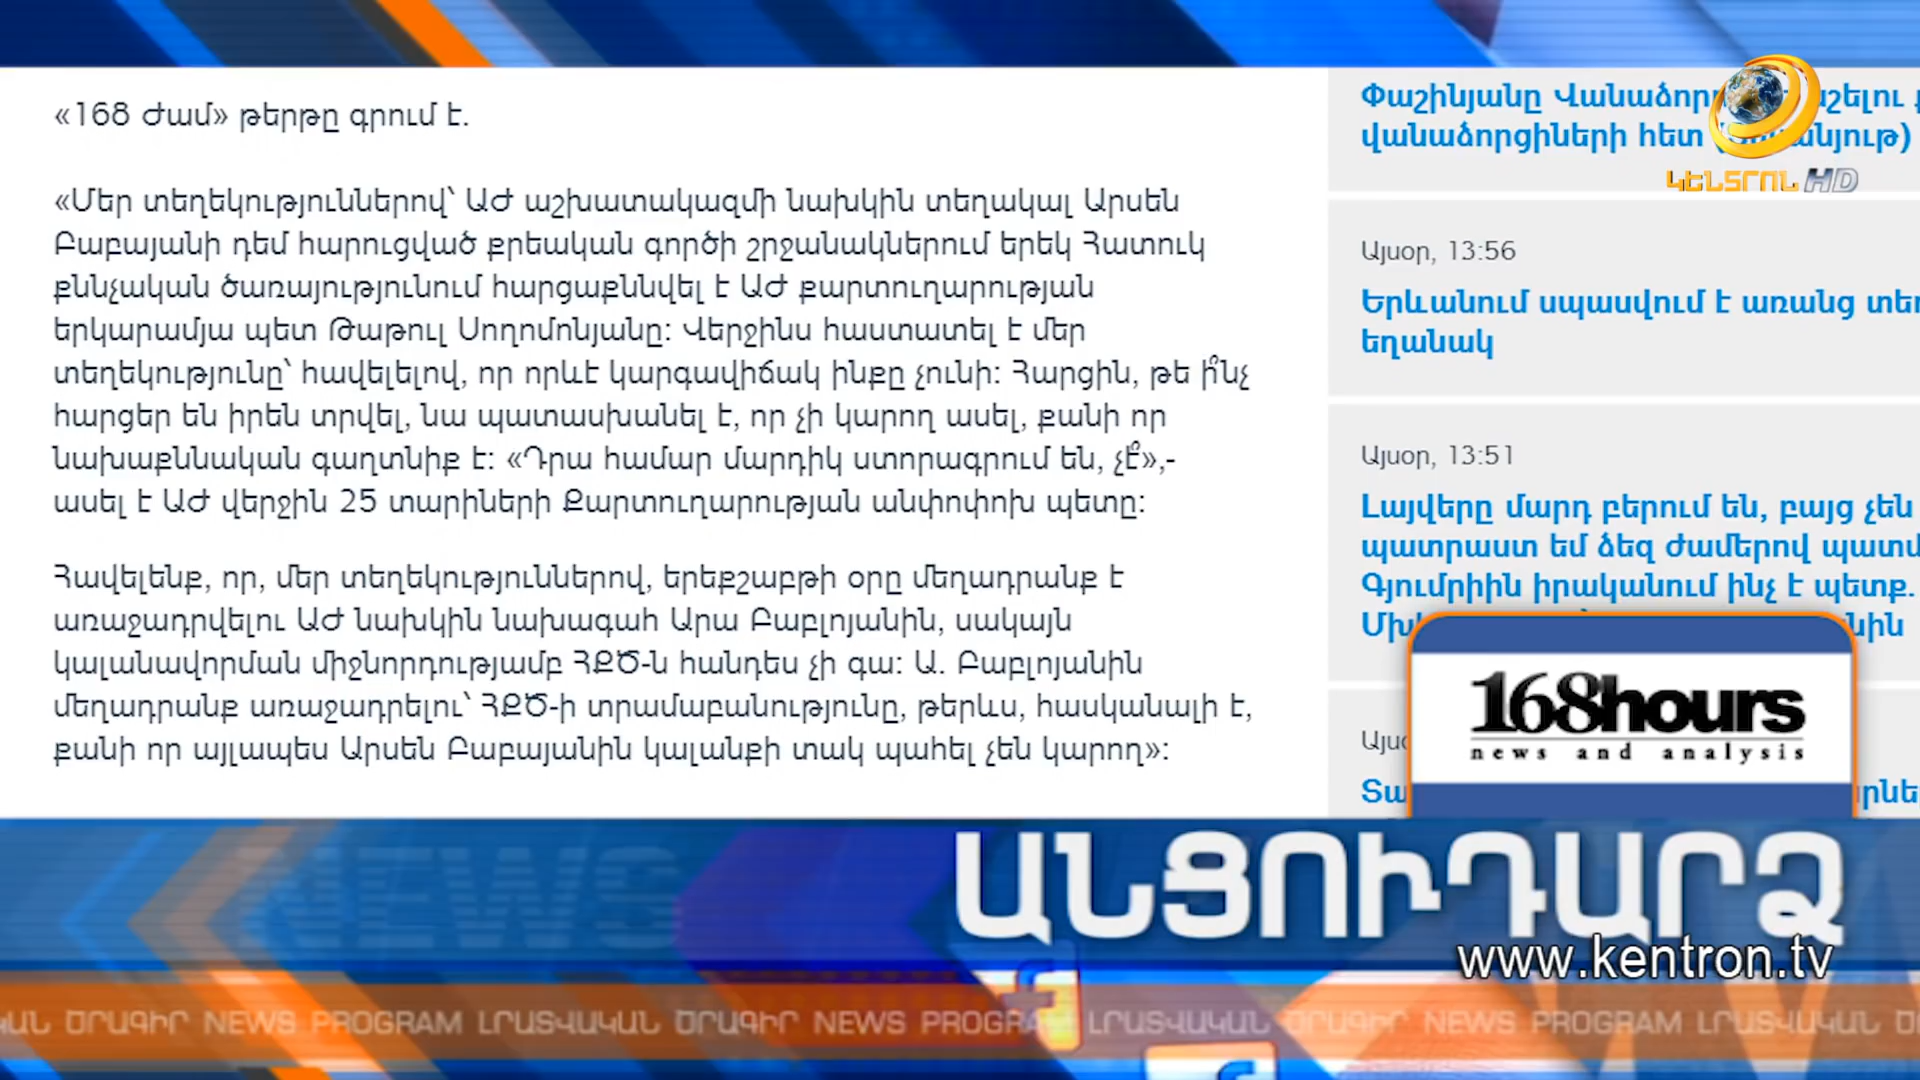 «168 Ժամ» թերթը գրում է.
«Մեր տեղեկություններով՝ ԱԺ աշխատակազմի նախկին տեղակալ Արսեն
Բաբայանի դեմ հարուցված քրեական գործի շրջանակներում երեկ Հատուկ
քննչական ծառայությունում հարցաքննվել է ԱԺ քարտուղարության
երկարամյա պետ Թաթուլ Սողոմոնյանը: Վերջինս հաստատել է մեր
տեղեկությունը՝ հավելելով, որ որևէ կարգավիճակ ինքը չունի: Հարցին, թե ի՞նչ
հարցեր են իրեն տրվել, նա պատասխանել է, որ չի կարող ասել, քանի որ
նախաքննական գաղտնիք է: «Դրա համար մարդիկ ստորագրում են, չէ՞»,-
ասել է ԱԺ վերջին 25 տարիների Քարտուղարության անփոփոխ պետը:
Հավելենք, որ, մեր տեղեկություններով, երեքշաբթի օրը մեղադրանք է
առաջադրվելու ԱԺ նախկին նախագահ Արա Բաբլոյանին, սակայն
կալանավորման միջնորդությամբ ՀՔԾ-ն հանդես չի գա: Ա. Բաբլոյանին
մեղադրանք առաջադրելու՝ ՀՔԾ-ի տրամաբանությունը, թերևս, հասկանալի է,
քանի որ այլապես Արսեն Բաբայանին կալանքի տակ պահել չեն կարող»:
Փաշինյանը
վանաձորցիների հետ
ԿԵՆՏՐՈՆ HD
Այսօր, 13:56
Երևանում սպասվում է առանց
եղանակ
Այսօր, 13:51
Լայվերը մարդ բերում են, բայց չեն
պատրաստ եմ ձեզ ժամերով
Գյումրիին իրականում ինչ է պետք.
168hours
news and analysis
ԱՆՑՈՒԴԱՐՁ
www.kentron.tv
NEWS
NEWS PROGRAM ԼՐԱՏՎԱԿԱՆ ԾՐԱԳԻՐ NEWS PROGRAM ԼՐԱՏՎԱԿԱՆ ԾՐԱԳԻՐ NEWS PROGRAM ԼՐԱՏՎԱԿԱՆ